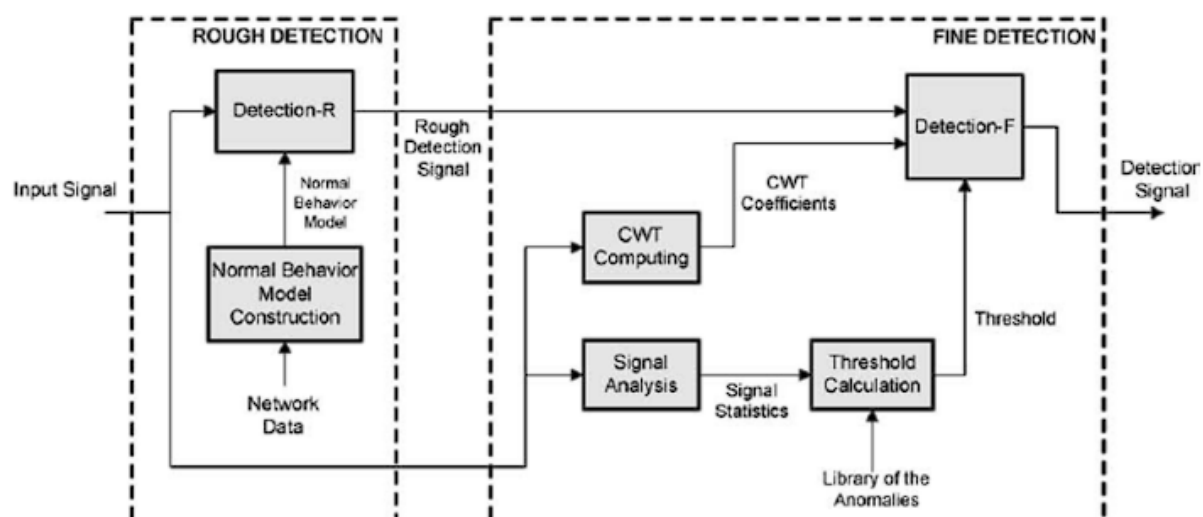 ROUGH DETECTION
FINE DETECTION
Detection-R
Rough
Detection
Signal
Detection-F
Input Signal
Normal
Behavior
Model
CWT
Coefficients
Detection
Signal
Normal Behavior
Model
Construction
CWT
Computing
Threshold
Signal
Analysis
Signal
Statistics
Threshold
Calculation
Network
Data
Library of the
Anomalies